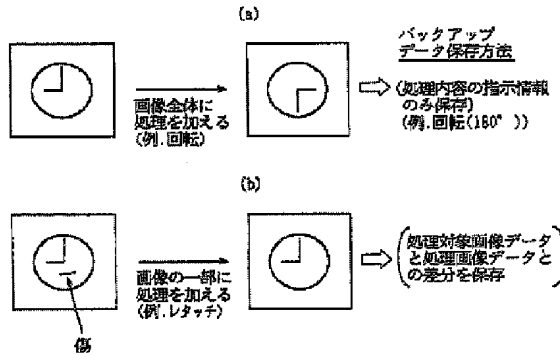 (a)
バックアップ
データ保存方法
画像全体に
処理を加える
(例.回転)
(処理内容の指示情報
のみ保存)
(例.回転(180°))
(b)
画像の一部に
処理を加える
(例.レタッチ)
処理対象画像データ
と処理画像データと
の差分を保存
傷